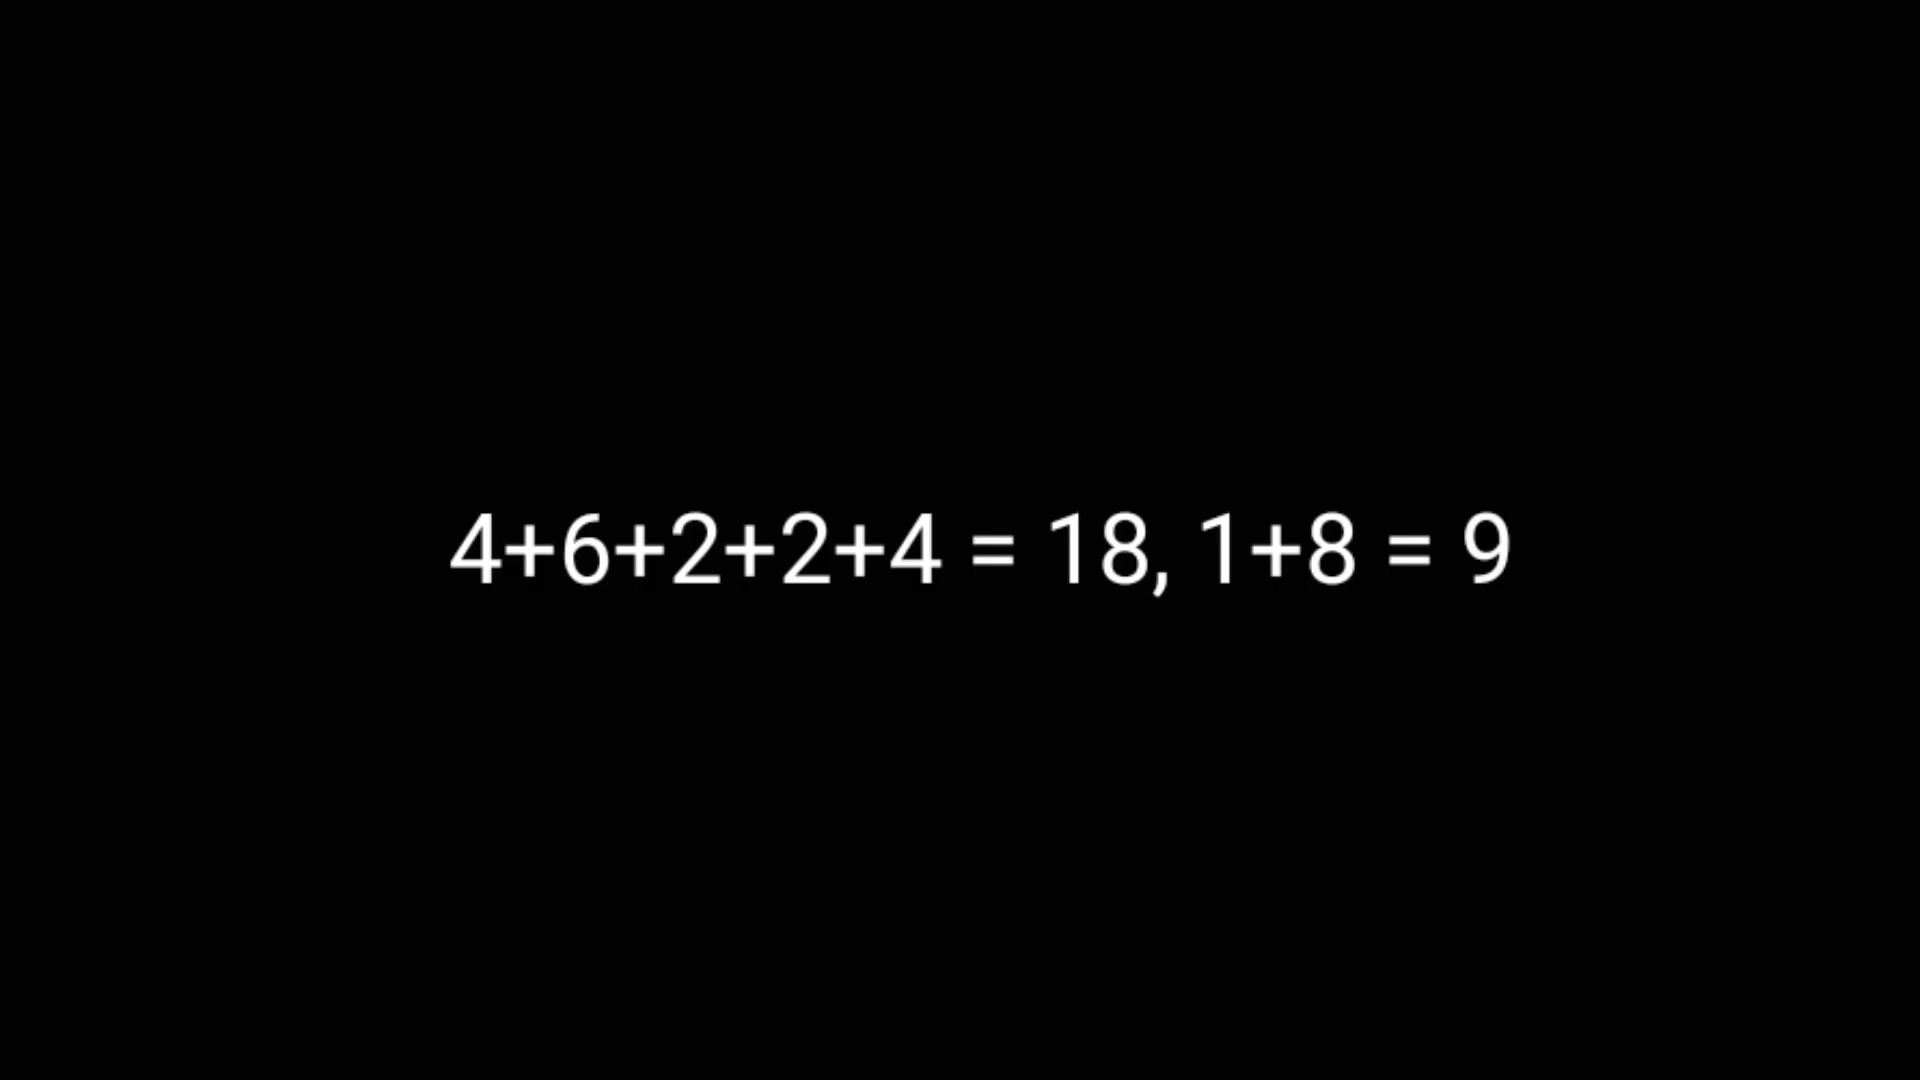 4+6+2+2+4 = 18, 1+8 = 9